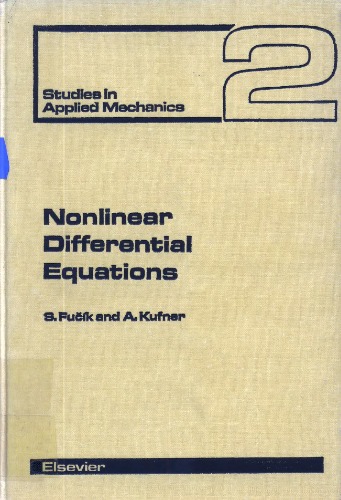 2
Studies in
Applied Mechanics
Nonlinear
Differential
Equations
S. Fučík and A. Kufner
Elsevier